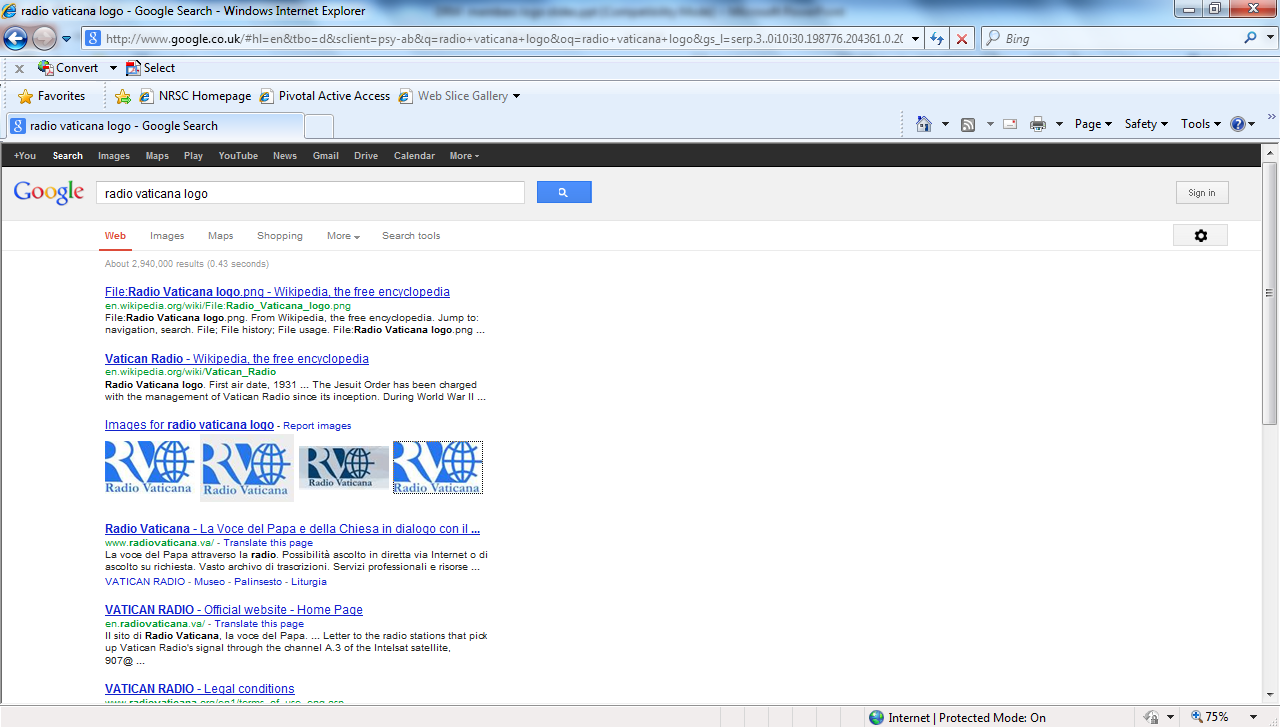 radio vaticana logo - Google Search - Windows Internet Explorer
http://www.google.co.uk/#hl=en&tbo=d&sclient=psy-ab&q=radio+vaticana+logo&oq=radio+vaticana+logo&gs_l=serp.3..0i10i30.198776.204361.0.20
Bing
Convert Select
Favorites NRSC Homepage Pivotal Active Access Web Slice Gallery
radio vaticana logo - Google Search
Page Safety Tools
+You Search Images Maps Play YouTube News Gmail Drive Calendar More
Google radio vaticana logo Sign in
Web Images Maps Shopping More Search tools
About 2,940,000 results (0.43 seconds)
File:Radio Vaticana logo.png - Wikipedia, the free encyclopedia
en.wikipedia.org/wiki/File:Radio_Vaticana_logo.png
File:Radio Vaticana logo.png. From Wikipedia, the free encyclopedia. Jump to:
navigation, search. File; File history; File usage. File:Radio Vaticana logo.png ...
Vatican Radio - Wikipedia, the free encyclopedia
en.wikipedia.org/wiki/Vatican_Radio
Radio Vaticana logo. First air date, 1931 ... The Jesuit Order has been charged
with the management of Vatican Radio since its inception. During World War II ...
Images for radio vaticana logo - Report images
RV RV RV RV
Radio Vaticana Radio Vaticana Radio Vaticana Radio Vaticana
Radio Vaticana - La Voce del Papa e della Chiesa in dialogo con il ...
www.radiovaticana.va/ - Translate this page
La voce del Papa attraverso la radio. Possibilità ascolto in diretta via Internet o di
ascolto su richiesta. Vasto archivo di trascrizioni. Servizi professionali e risorse ...
VATICAN RADIO - Museo - Palinsesto - Liturgia
VATICAN RADIO - Official website - Home Page
en.radiovaticana.va/ - Translate this page
Il sito di Radio Vaticana, la voce del Papa. ... Letter to the radio stations that pick
up Vatican Radio's signal through the channel A.3 of the Intelsat satellite,
907@ ...
VATICAN RADIO - Legal conditions
Internet | Protected Mode: On
75%